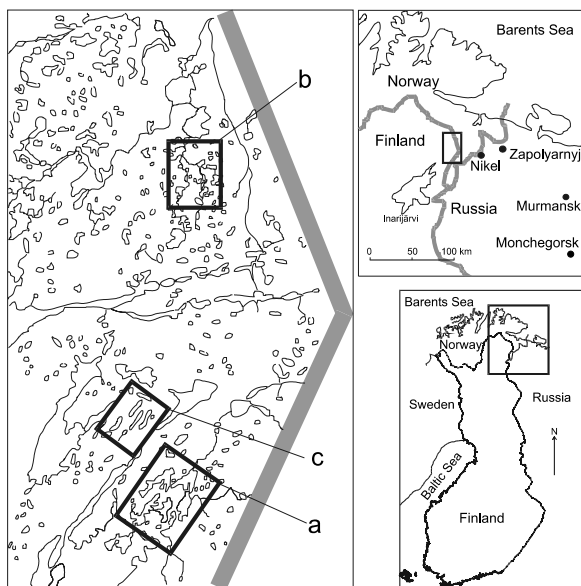 b
c
a
Barents Sea
Norway
Finland
Zapolyarnyj
Nikel
Inarijärvi
Russia
Murmansk
Monchegorsk
0 50 100 km
Barents Sea
Norway
Sweden
Russia
N
Baltic Sea
Finland